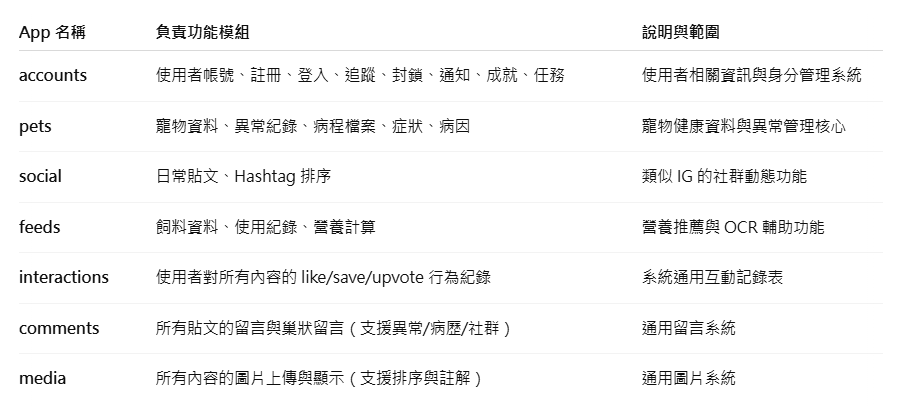 App 名稱 負責功能模組 說明與範圍
accounts 使用者帳號、註冊、登入、追蹤、封鎖、通知、成就、任務 使用者相關資訊與身分管理系統
pets 寵物資料、異常紀錄、病程檔案、症狀、病因 寵物健康資料與異常管理核心
social 日常貼文、Hashtag 排序 類似 IG 的社群動態功能
feeds 飼料資料、使用紀錄、營養計算 營養推薦與 OCR 輔助功能
interactions 使用者對所有內容的 like/save/upvote 行為紀錄 系統通用互動記錄表
comments 所有貼文的留言與巢狀留言（支援異常/病歷/社群） 通用留言系統
media 所有內容的圖片上傳與顯示（支援排序與註解） 通用圖片系統